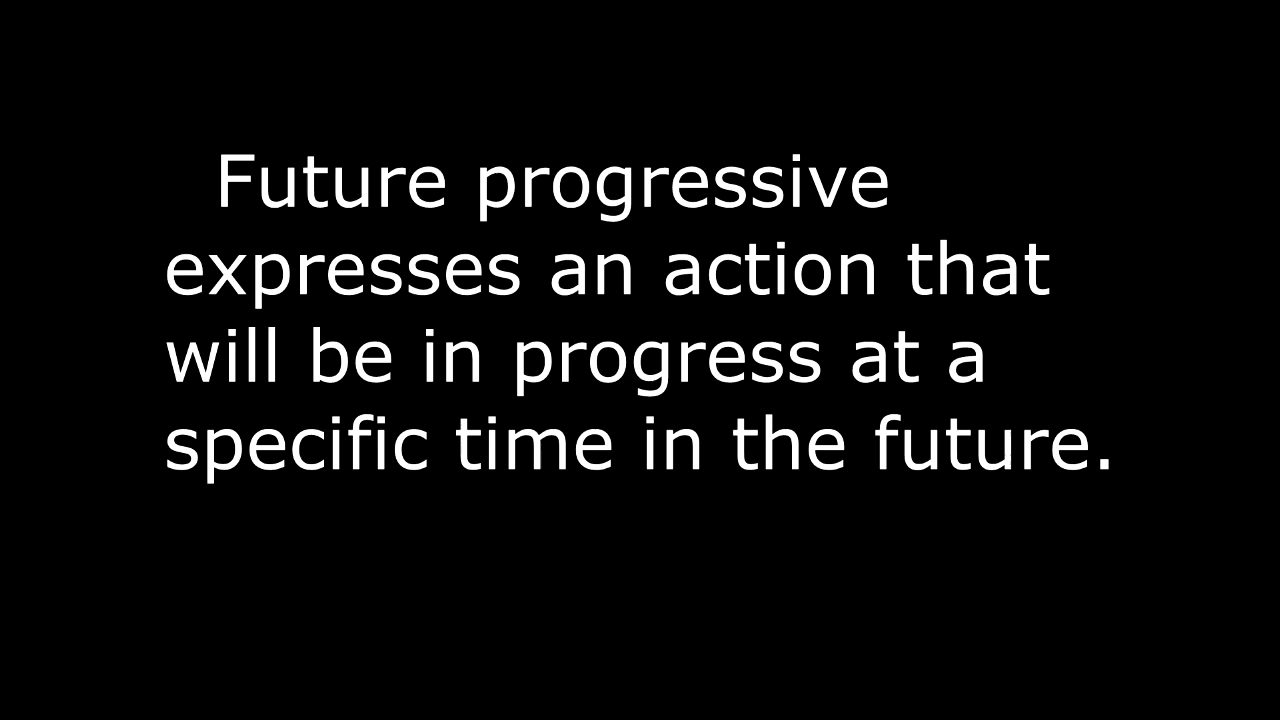 Future progressive
expresses an action that
will be in progress at a
specific time in the future.